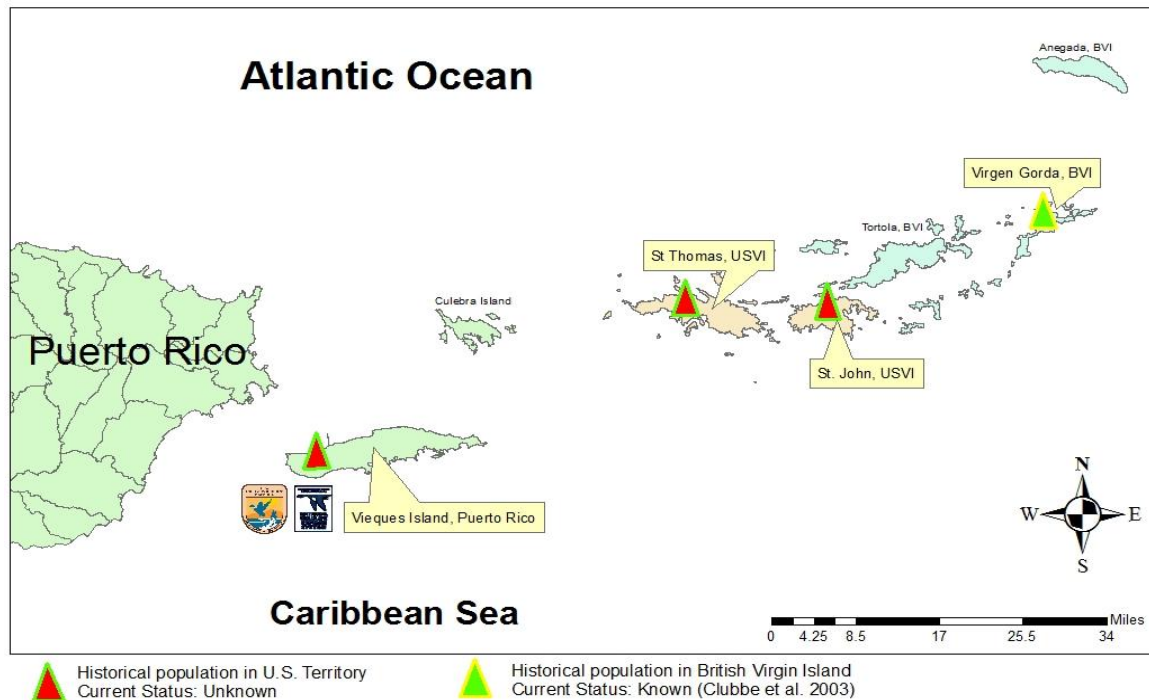 Atlantic Ocean
Anegada, BVI
Virgen Gorda, BVI
Tortola, BVI
St Thomas, USVI
Culebra Island
Puerto Rico
St. John, USVI
Vieques Island, Puerto Rico
N
W E
S
Caribbean Sea
Miles
0 4.25 8.5 17 25.5 34
Historical population in U.S. Territory
Current Status: Unknown
Historical population in British Virgin Island
Current Status: Known (Clubbe et al. 2003)